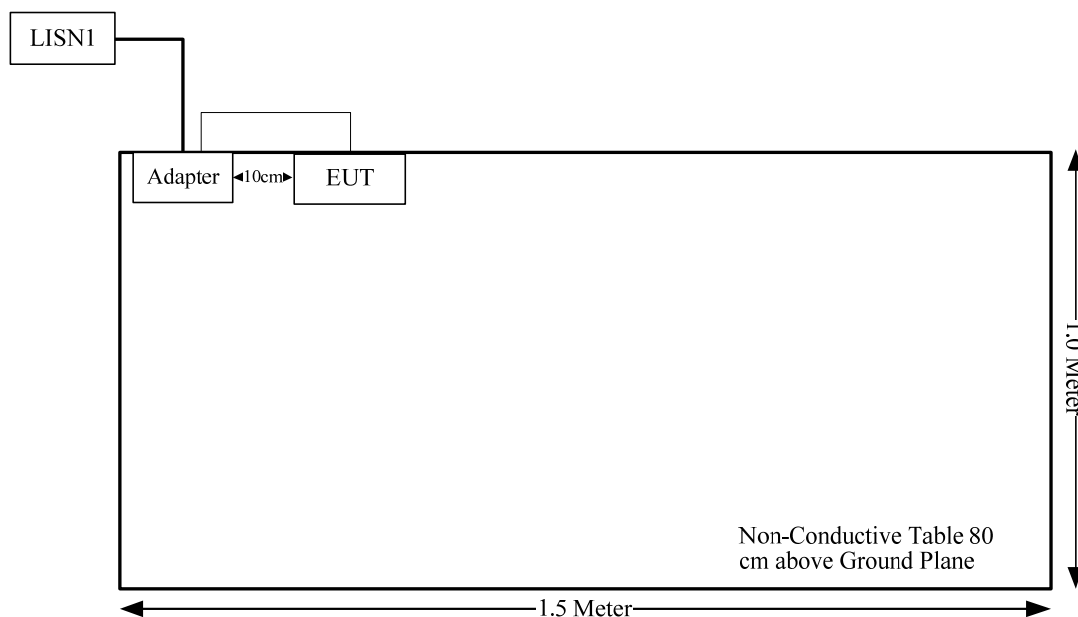 LISN1
Adapter
10cm
EUT
1.0 Meter
Non-Conductive Table 80
cm above Ground Plane
1.5 Meter